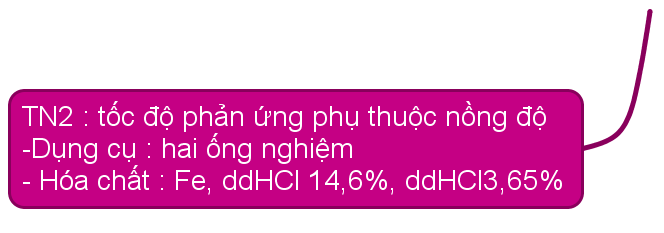 TN2 : tốc độ phản ứng phụ thuộc nồng độ
-Dụng cụ : hai ống nghiệm
- Hóa chất : Fe, ddHCl 14,6%, ddHCl3,65%